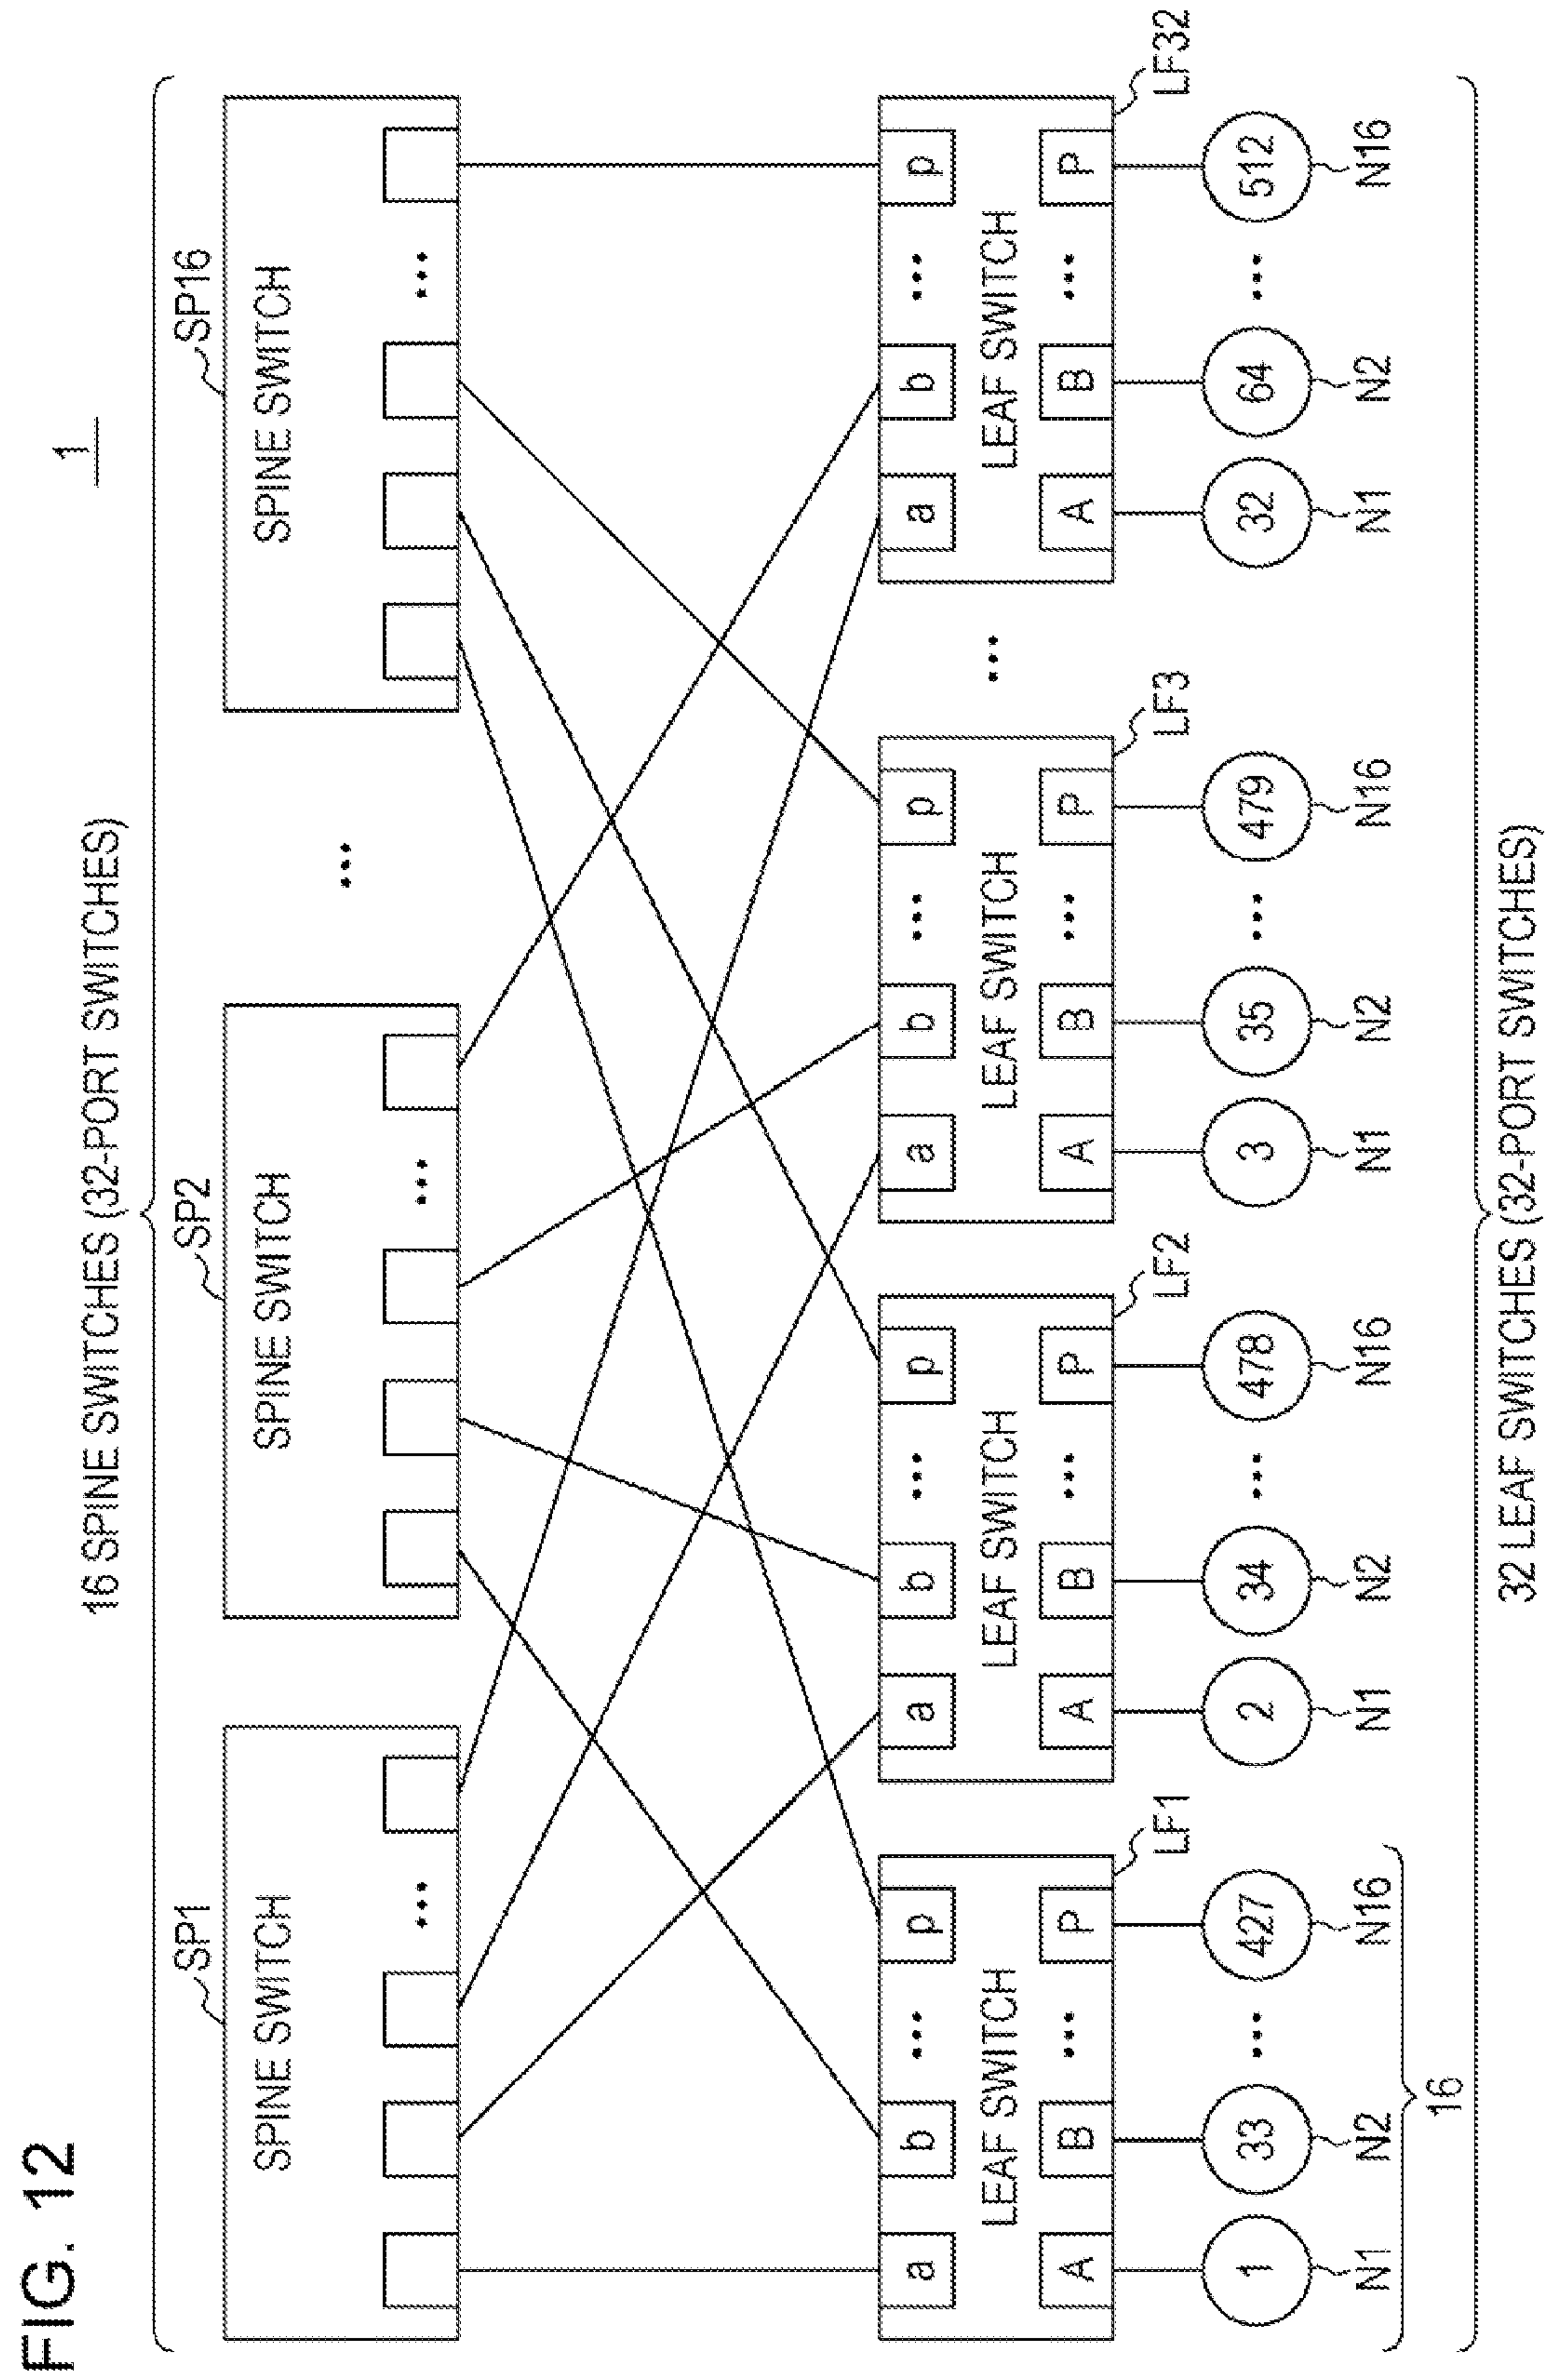 FIG. 12
1
16 SPINE SWITCHES (32-PORT SWITCHES)
SP1 SP2 SP16
SPINE SWITCH SPINE SWITCH ... SPINE SWITCH
... ... ...
a b ... p a b ... p a b ... p a b ... p
LEAF SWITCH LEAF SWITCH LEAF SWITCH ... LEAF SWITCH
A B ... P A B ... P A B ... P A B ... P
LF1 LF2 LF3 LF32
1 33 ... 427 2 34 ... 478 3 35 ... 479 32 64 ... 512
N1 N2 N16 N1 N2 N16 N1 N2 N16 N1 N2 N16
16
32 LEAF SWITCHES (32-PORT SWITCHES)